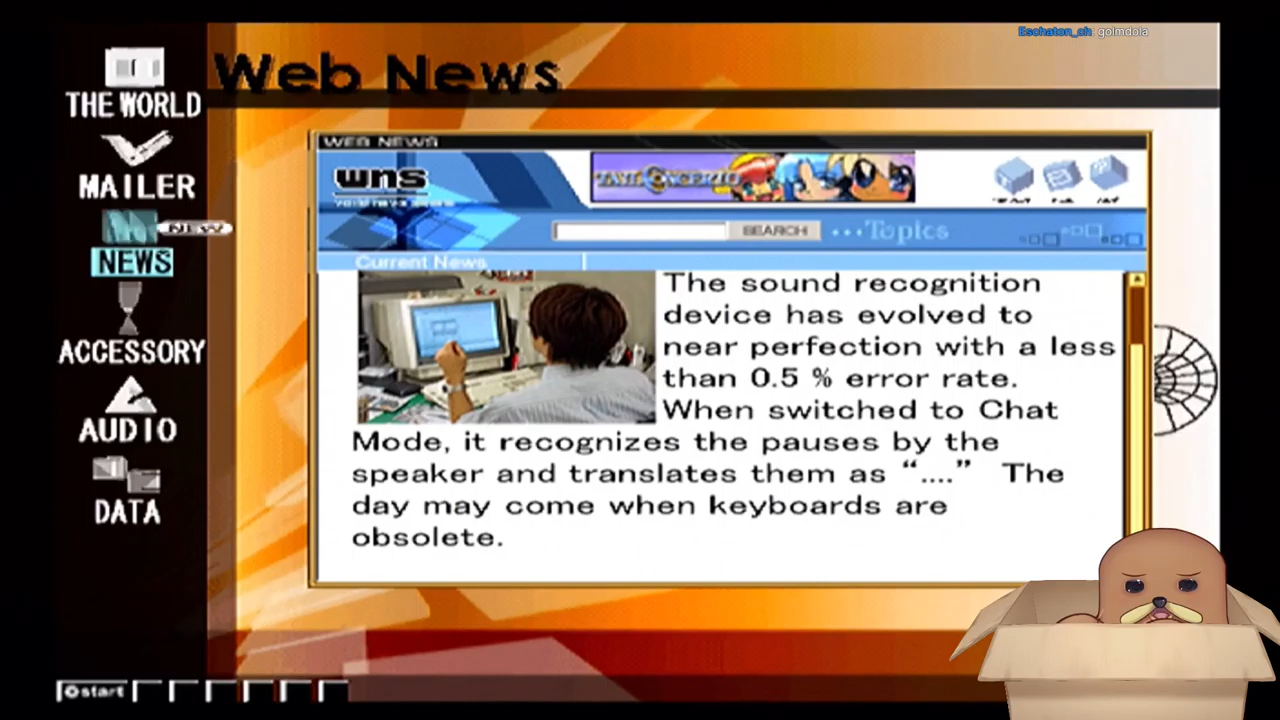 Eschaton_ch golmdola
Web News
THE WORLD
MAILER
NEW
NEWS
ACCESSORY
AUDIO
DATA
start
WEB NEWS
wns
SEARCH
...Topics
Current News
The sound recognition
device has evolved to
near perfection with a less
than 0.5 % error rate.
When switched to Chat
Mode, it recognizes the pauses by the
speaker and translates them as “....” The
day may come when keyboards are
obsolete.